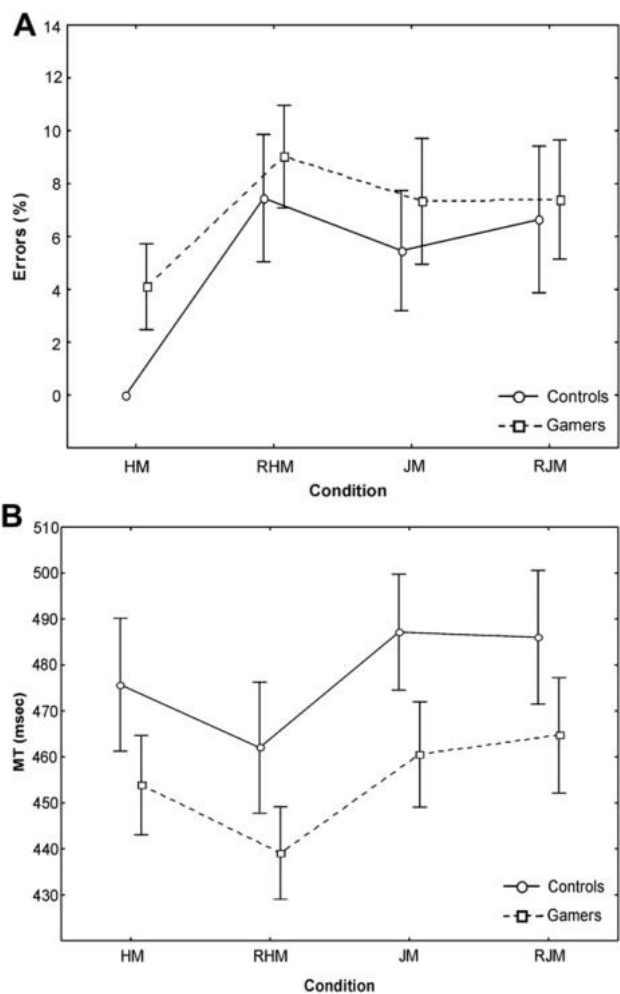 A
14
12
10
8
6
4
2
0
Errors (%)
Controls
Gamers
HM RHM JM RJM
Condition
B
510
500
490
480
470
460
450
440
430
MT (msec)
Controls
Gamers
HM RHM JM RJM
Condition